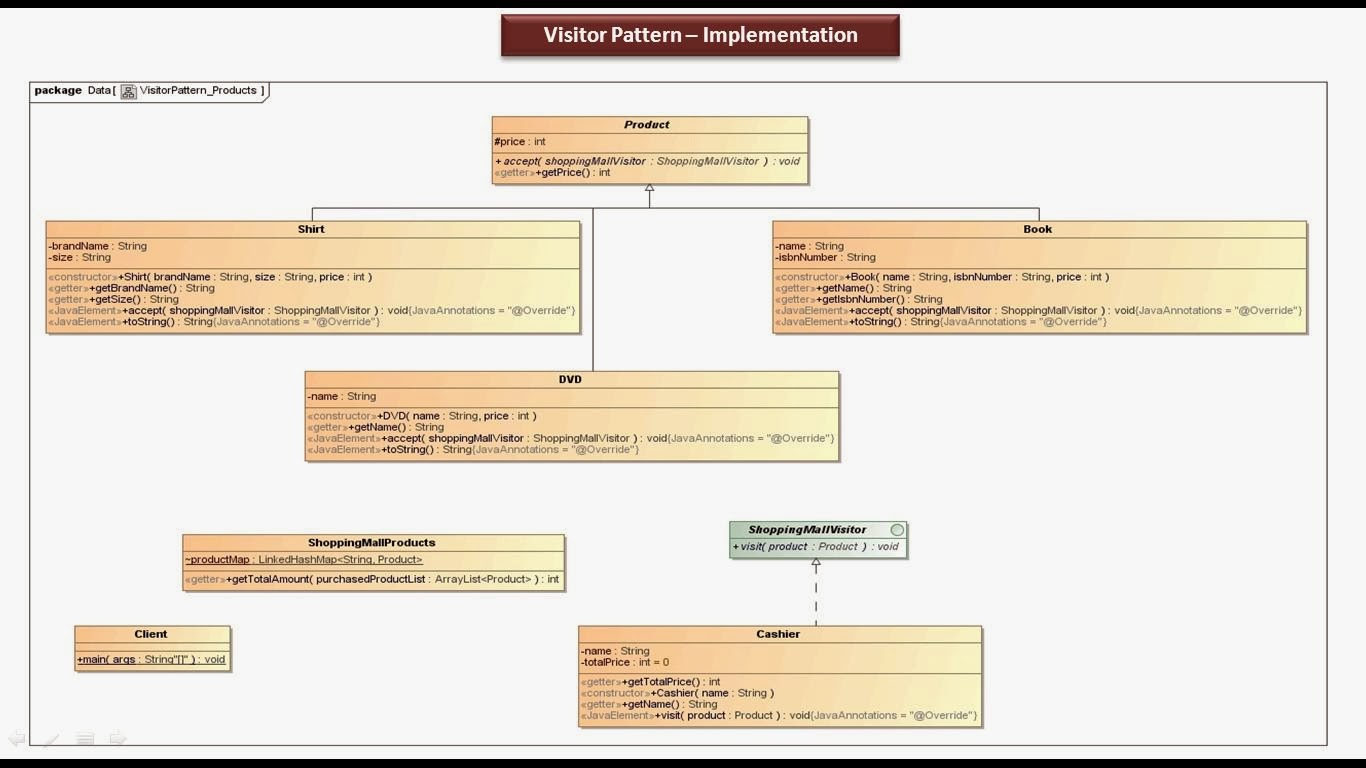 Visitor Pattern – Implementation
package Data[ VisitorPattern_Products ]
Product
#price : int
+accept( shoppingMallVisitor : ShoppingMallVisitor ) : void
«getter»+getPrice() : int
Shirt
-brandName : String
-size : String
«constructor»+Shirt( brandName : String, size : String, price : int )
«getter»+getBrandName() : String
«getter»+getSize() : String
«JavaElement»+accept( shoppingMallVisitor : ShoppingMallVisitor ) : void{JavaAnnotations = "@Override"}
«JavaElement»+toString() : String{JavaAnnotations = "@Override"}
Book
-name : String
-isbnNumber : String
«constructor»+Book( name : String, isbnNumber : String, price : int )
«getter»+getName() : String
«getter»+getIsbnNumber() : String
«JavaElement»+accept( shoppingMallVisitor : ShoppingMallVisitor ) : void{JavaAnnotations = "@Override"}
«JavaElement»+toString() : String{JavaAnnotations = "@Override"}
DVD
-name : String
«constructor»+DVD( name : String, price : int )
«getter»+getName() : String
«JavaElement»+accept( shoppingMallVisitor : ShoppingMallVisitor ) : void{JavaAnnotations = "@Override"}
«JavaElement»+toString() : String{JavaAnnotations = "@Override"}
ShoppingMallProducts
~productMap : LinkedHashMap<String, Product>
«getter»+getTotalAmount( purchasedProductList : ArrayList<Product> ) : int
ShoppingMallVisitor
+visit( product : Product ) : void
Client
+main( args : String"[]" ) : void
Cashier
-name : String
-totalPrice : int = 0
«getter»+getTotalPrice() : int
«constructor»+Cashier( name : String )
«getter»+getName() : String
«JavaElement»+visit( product : Product ) : void{JavaAnnotations = "@Override"}